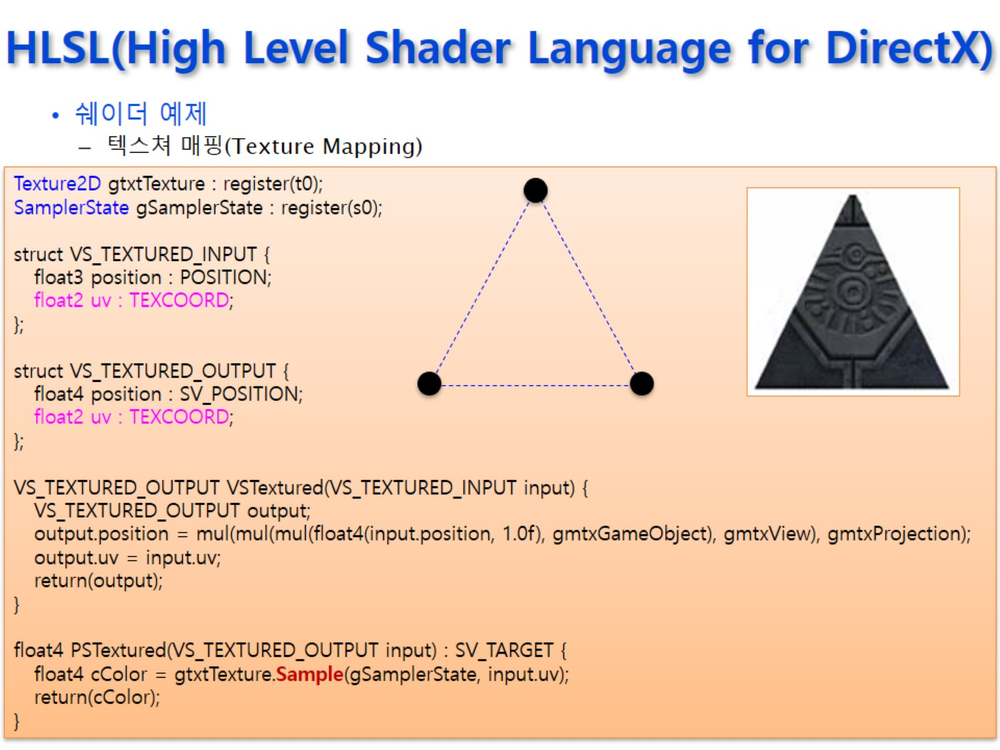 HLSL(High Level Shader Language for DirectX)
• 쉐이더 예제
– 텍스쳐 매핑(Texture Mapping)
Texture2D gtxtTexture : register(t0);
SamplerState gSamplerState : register(s0);
struct VS_TEXTURED_INPUT {
float3 position : POSITION;
float2 uv : TEXCOORD;
};
struct VS_TEXTURED_OUTPUT {
float4 position : SV_POSITION;
float2 uv : TEXCOORD;
};
VS_TEXTURED_OUTPUT VSTextured(VS_TEXTURED_INPUT input) {
VS_TEXTURED_OUTPUT output;
output.position = mul(mul(mul(float4(input.position, 1.0f), gmtxGameObject), gmtxView), gmtxProjection);
output.uv = input.uv;
return(output);
}
float4 PSTextured(VS_TEXTURED_OUTPUT input) : SV_TARGET {
float4 cColor = gtxtTexture.Sample(gSamplerState, input.uv);
return(cColor);
}